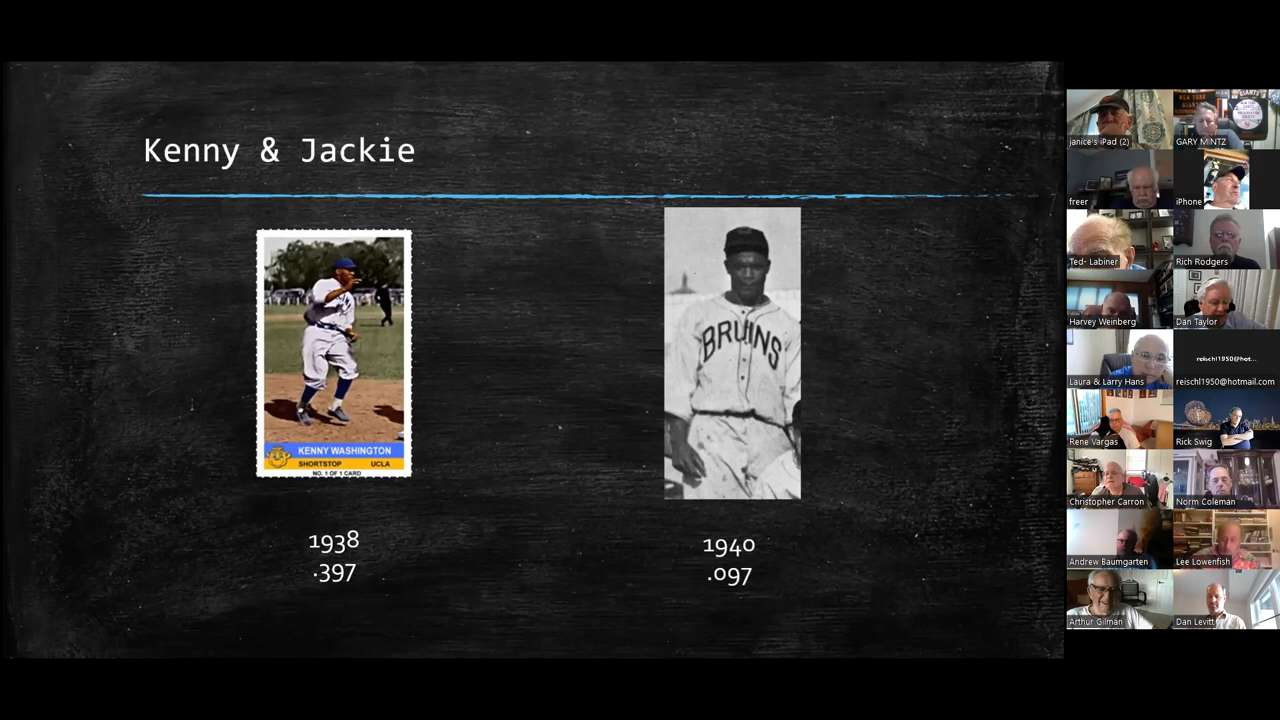 Kenny & Jackie
KENNY WASHINGTON
SHORTSTOP UCLA
NO. 1 OF 1 CARD
1938
.397
BRUINS
1940
.097
janice's iPad (2)
GARY MINTZ
freer
iPhone
Ted- Labiner
Rich Rodgers
Harvey Weinberg
Dan Taylor
Laura & Larry Hans
reischl1950@hot...
reischl1950@hotmail.com
Rene Vargas
Rick Swig
Christopher Carron
Norm Coleman
Andrew Baumgarten
Lee Lowenfish
Arthur Gilman
Dan Levitt